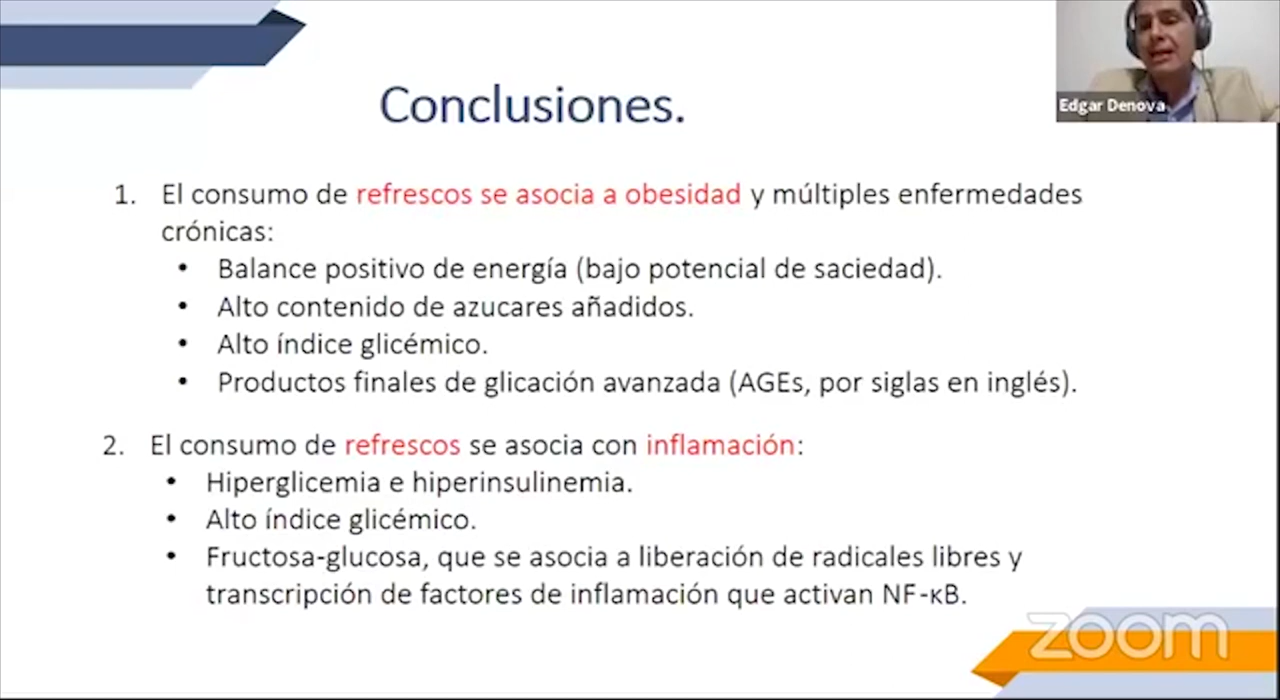 Conclusiones.
Edgar Denova
1. El consumo de refrescos se asocia a obesidad y múltiples enfermedades
crónicas:
• Balance positivo de energía (bajo potencial de saciedad).
• Alto contenido de azucares añadidos.
• Alto índice glicémico.
• Productos finales de glicación avanzada (AGEs, por siglas en inglés).
2. El consumo de refrescos se asocia con inflamación:
• Hiperglicemia e hiperinsulinemia.
• Alto índice glicémico.
• Fructosa-glucosa, que se asocia a liberación de radicales libres y
transcripción de factores de inflamación que activan NF-κB.
zoom